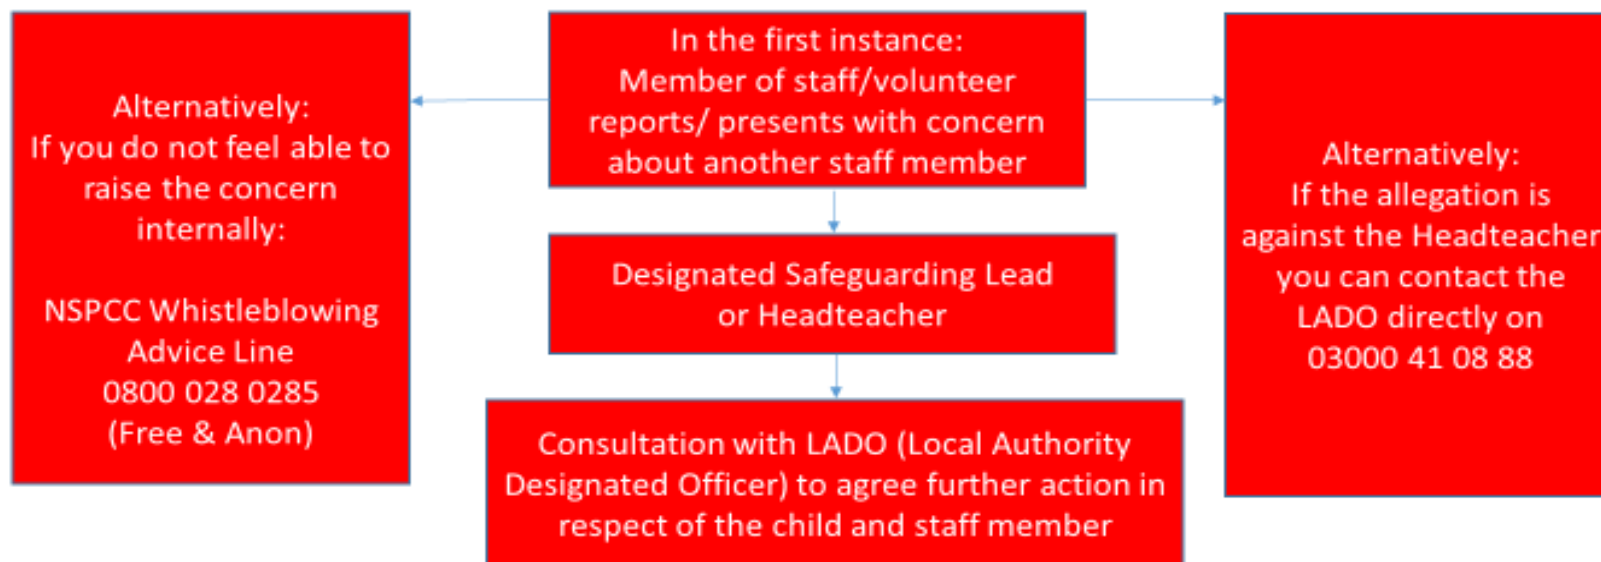 Alternatively:
If you do not feel able to
raise the concern
internally:
NSPCC Whistleblowing
Advice Line
0800 028 0285
(Free & Anon)
In the first instance:
Member of staff/volunteer
reports/ presents with concern
about another staff member
Designated Safeguarding Lead
or Headteacher
Consultation with LADO (Local Authority
Designated Officer) to agree further action in
respect of the child and staff member
Alternatively:
If the allegation is
against the Headteacher
you can contact the
LADO directly on
03000 41 08 88